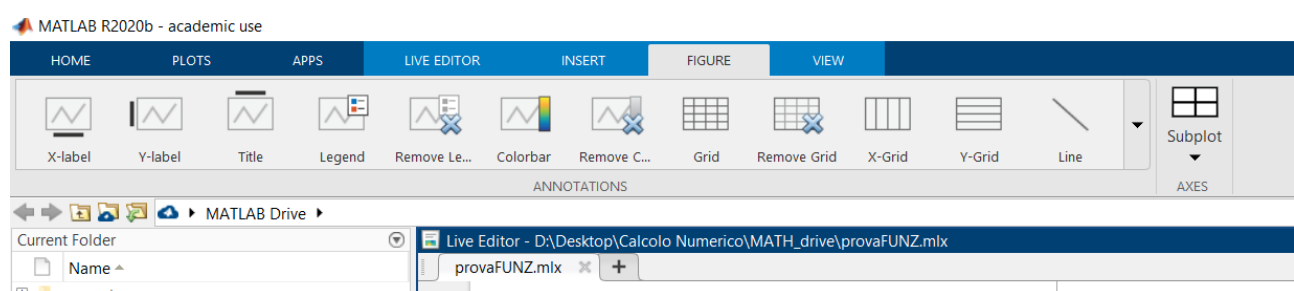 MATLAB R2020b - academic use
HOME PLOTS APPS LIVE EDITOR INSERT FIGURE VIEW
X-label Y-label Title Legend Remove Le... Colorbar Remove C... Grid Remove Grid X-Grid Y-Grid Line Subplot
ANNOTATIONS AXES
MATLAB Drive
Current Folder Live Editor - D:\Desktop\Calcolo Numerico\MATH_drive\provaFUNZ.mlx
Name provaFUNZ.mlx